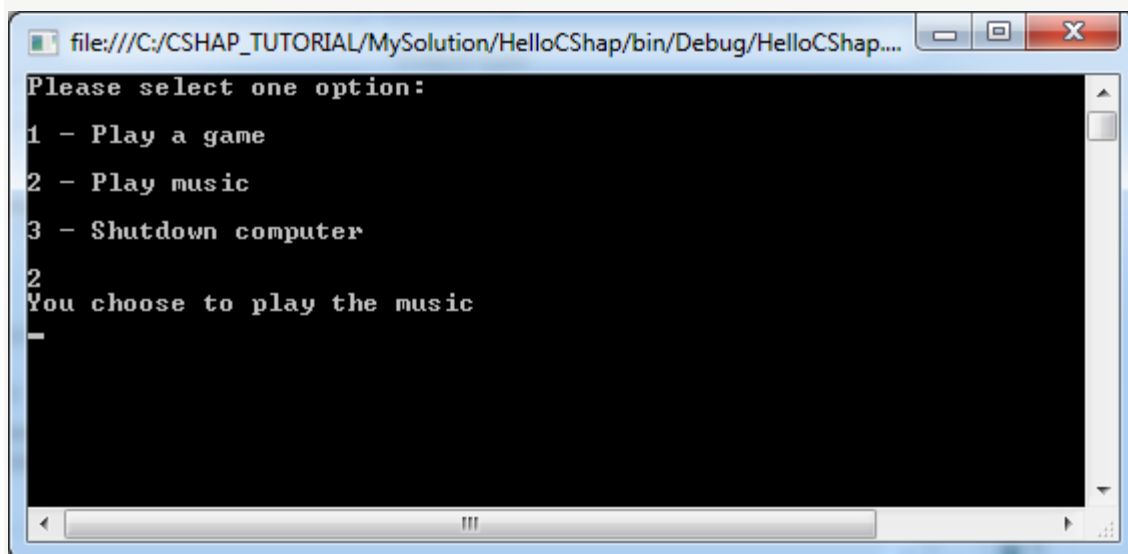 file:///C:/CSHAP_TUTORIAL/MySolution/HelloCShap/bin/Debug/HelloCShap....
Please select one option:
1 - Play a game
2 - Play music
3 - Shutdown computer
2
You choose to play the music